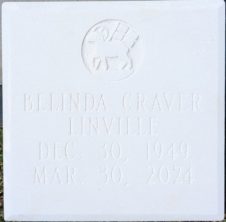 BELINDA CRAVER
LINVILLE
DEC. 30, 1949
MAR. 30, 2024